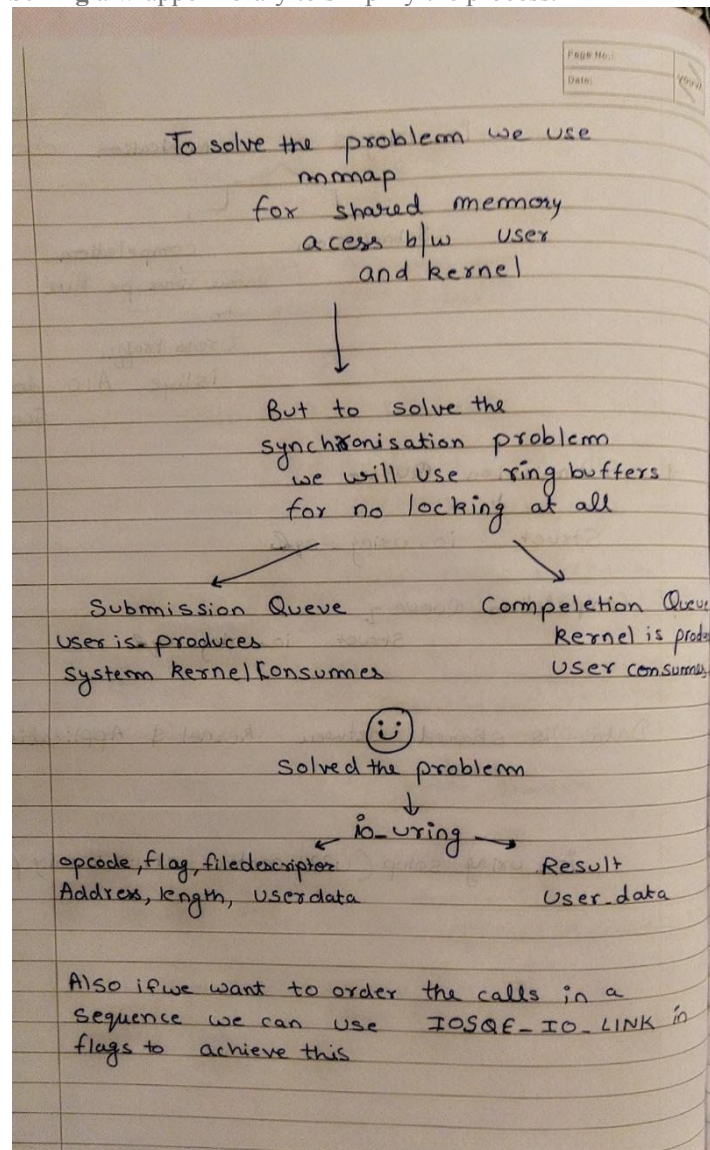 To solve the problem we use
mmap
for shared memory
acess b/w user
and kernel
But to solve the
synchronisation problem
we will use ring buffers
for no locking at all
Submission Queue
user is produces
system kernel consumes
Compeletion Queue
Kernel is produ
User consumes
Solved the problem
io_uring
opcode, flag, filedescriptor
Address, length, userdata
Result
User_data
Also if we want to order the calls in a
sequence we can use IOSQE_IO_LINK in
flags to achieve this
Page No.:
Date: